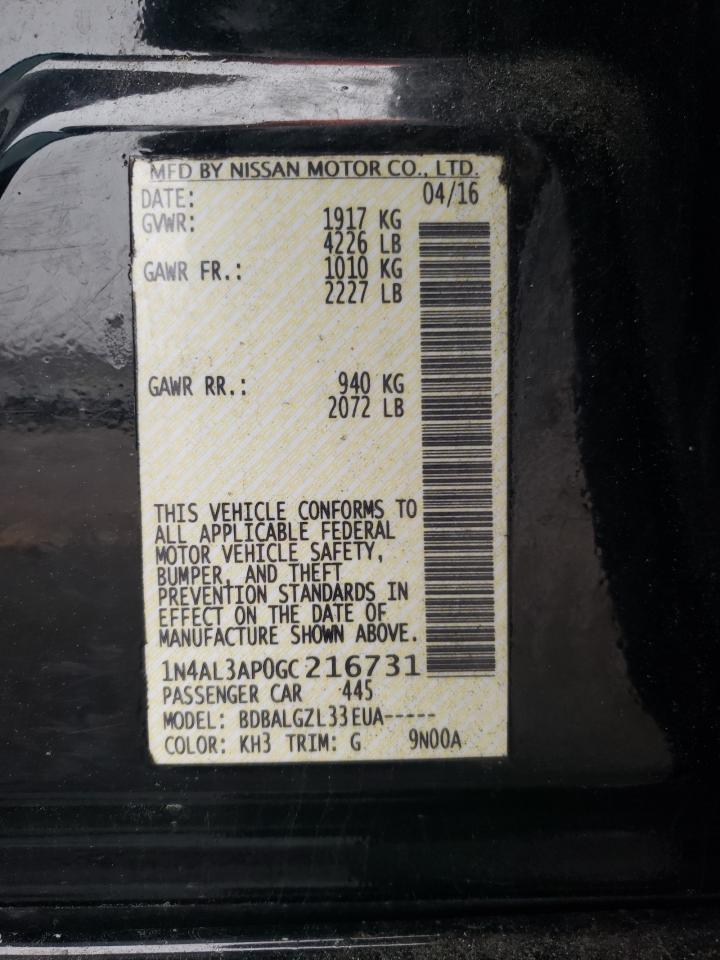 MFD BY NISSAN MOTOR CO., LTD.
DATE: 04/16
GVWR: 1917 KG
4226 LB
GAWR FR.: 1010 KG
2227 LB
GAWR RR.: 940 KG
2072 LB
THIS VEHICLE CONFORMS TO
ALL APPLICABLE FEDERAL
MOTOR VEHICLE SAFETY,
BUMPER, AND THEFT
PREVENTION STANDARDS IN
EFFECT ON THE DATE OF
MANUFACTURE SHOWN ABOVE.
1N4AL3AP0GC216731
PASSENGER CAR 445
MODEL: BDBALGZL33EUA-----
COLOR: KH3 TRIM: G 9N00A